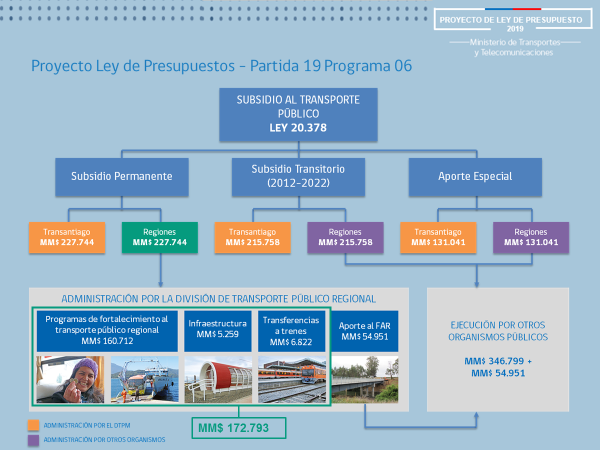 PROYECTO DE LEY DE PRESUPUESTO
2019
Ministerio de Transportes
y Telecomunicaciones
Proyecto Ley de Presupuestos - Partida 19 Programa 06
SUBSIDIO AL TRANSPORTE
PÚBLICO
LEY 20.378
Subsidio Permanente
Subsidio Transitorio
(2012-2022)
Aporte Especial
Transantiago
MM$ 227.744
Regiones
MM$ 227.744
Transantiago
MM$ 215.758
Regiones
MM$ 215.758
Transantiago
MM$ 131.041
Regiones
MM$ 131.041
ADMINISTRACIÓN POR LA DIVISIÓN DE TRANSPORTE PÚBLICO REGIONAL
Programas de fortalecimiento al
transporte público regional
MM$ 160.712
Infraestructura
MM$ 5.259
Transferencias
a trenes
MM$ 6.822
Aporte al FAR
MM$ 54.951
EJECUCIÓN POR OTROS
ORGANISMOS PÚBLICOS
MM$ 346.799 +
MM$ 54.951
MM$ 172.793
ADMINISTRACIÓN POR EL DTPM
ADMINISTRACIÓN POR OTROS ORGANISMOS